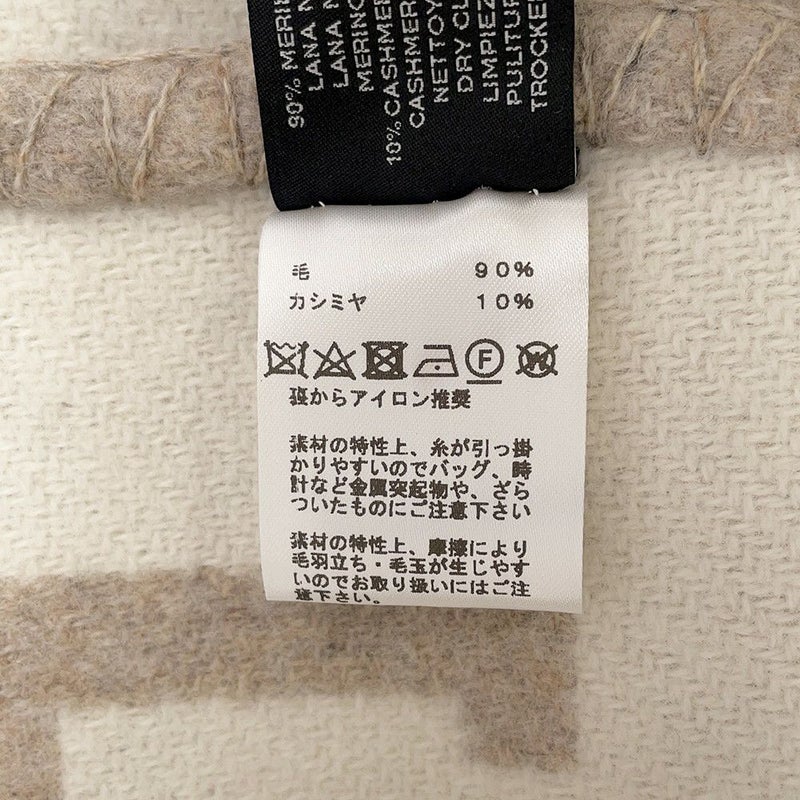 90% MERI
LANA M
LANA M
MERINO
10% CASHMER
CASHMER
NETTOY
DRY CL
LIMPIEZ
PULITUR
TROCKE
毛 90%
カシミヤ 10%
F
W
裏からアイロン推奨
素材の特性上、糸が引っ掛
かりやすいのでバッグ、時
計など金属突起物や、ざら
ついたものにご注意下さい
素材の特性上、摩擦により
毛羽立ち・毛玉が生じやす
いのでお取り扱いにはご注
意下さい。